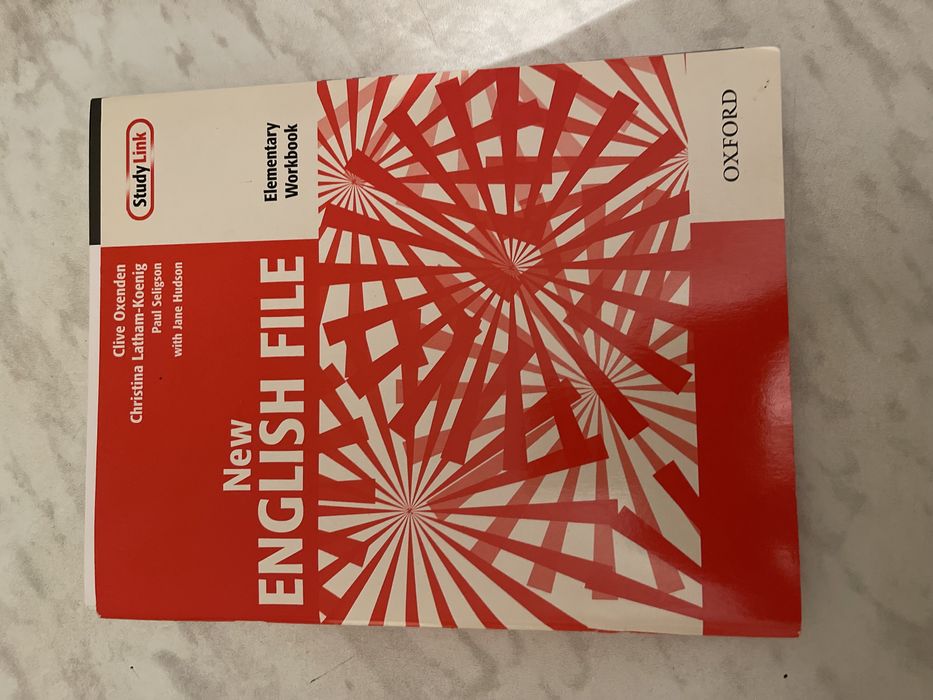 Clive Oxenden
Christina Latham-Koenig
Paul Seligson
with Jane Hudson
StudyLink
New
ENGLISH FILE
Elementary
Workbook
OXFORD